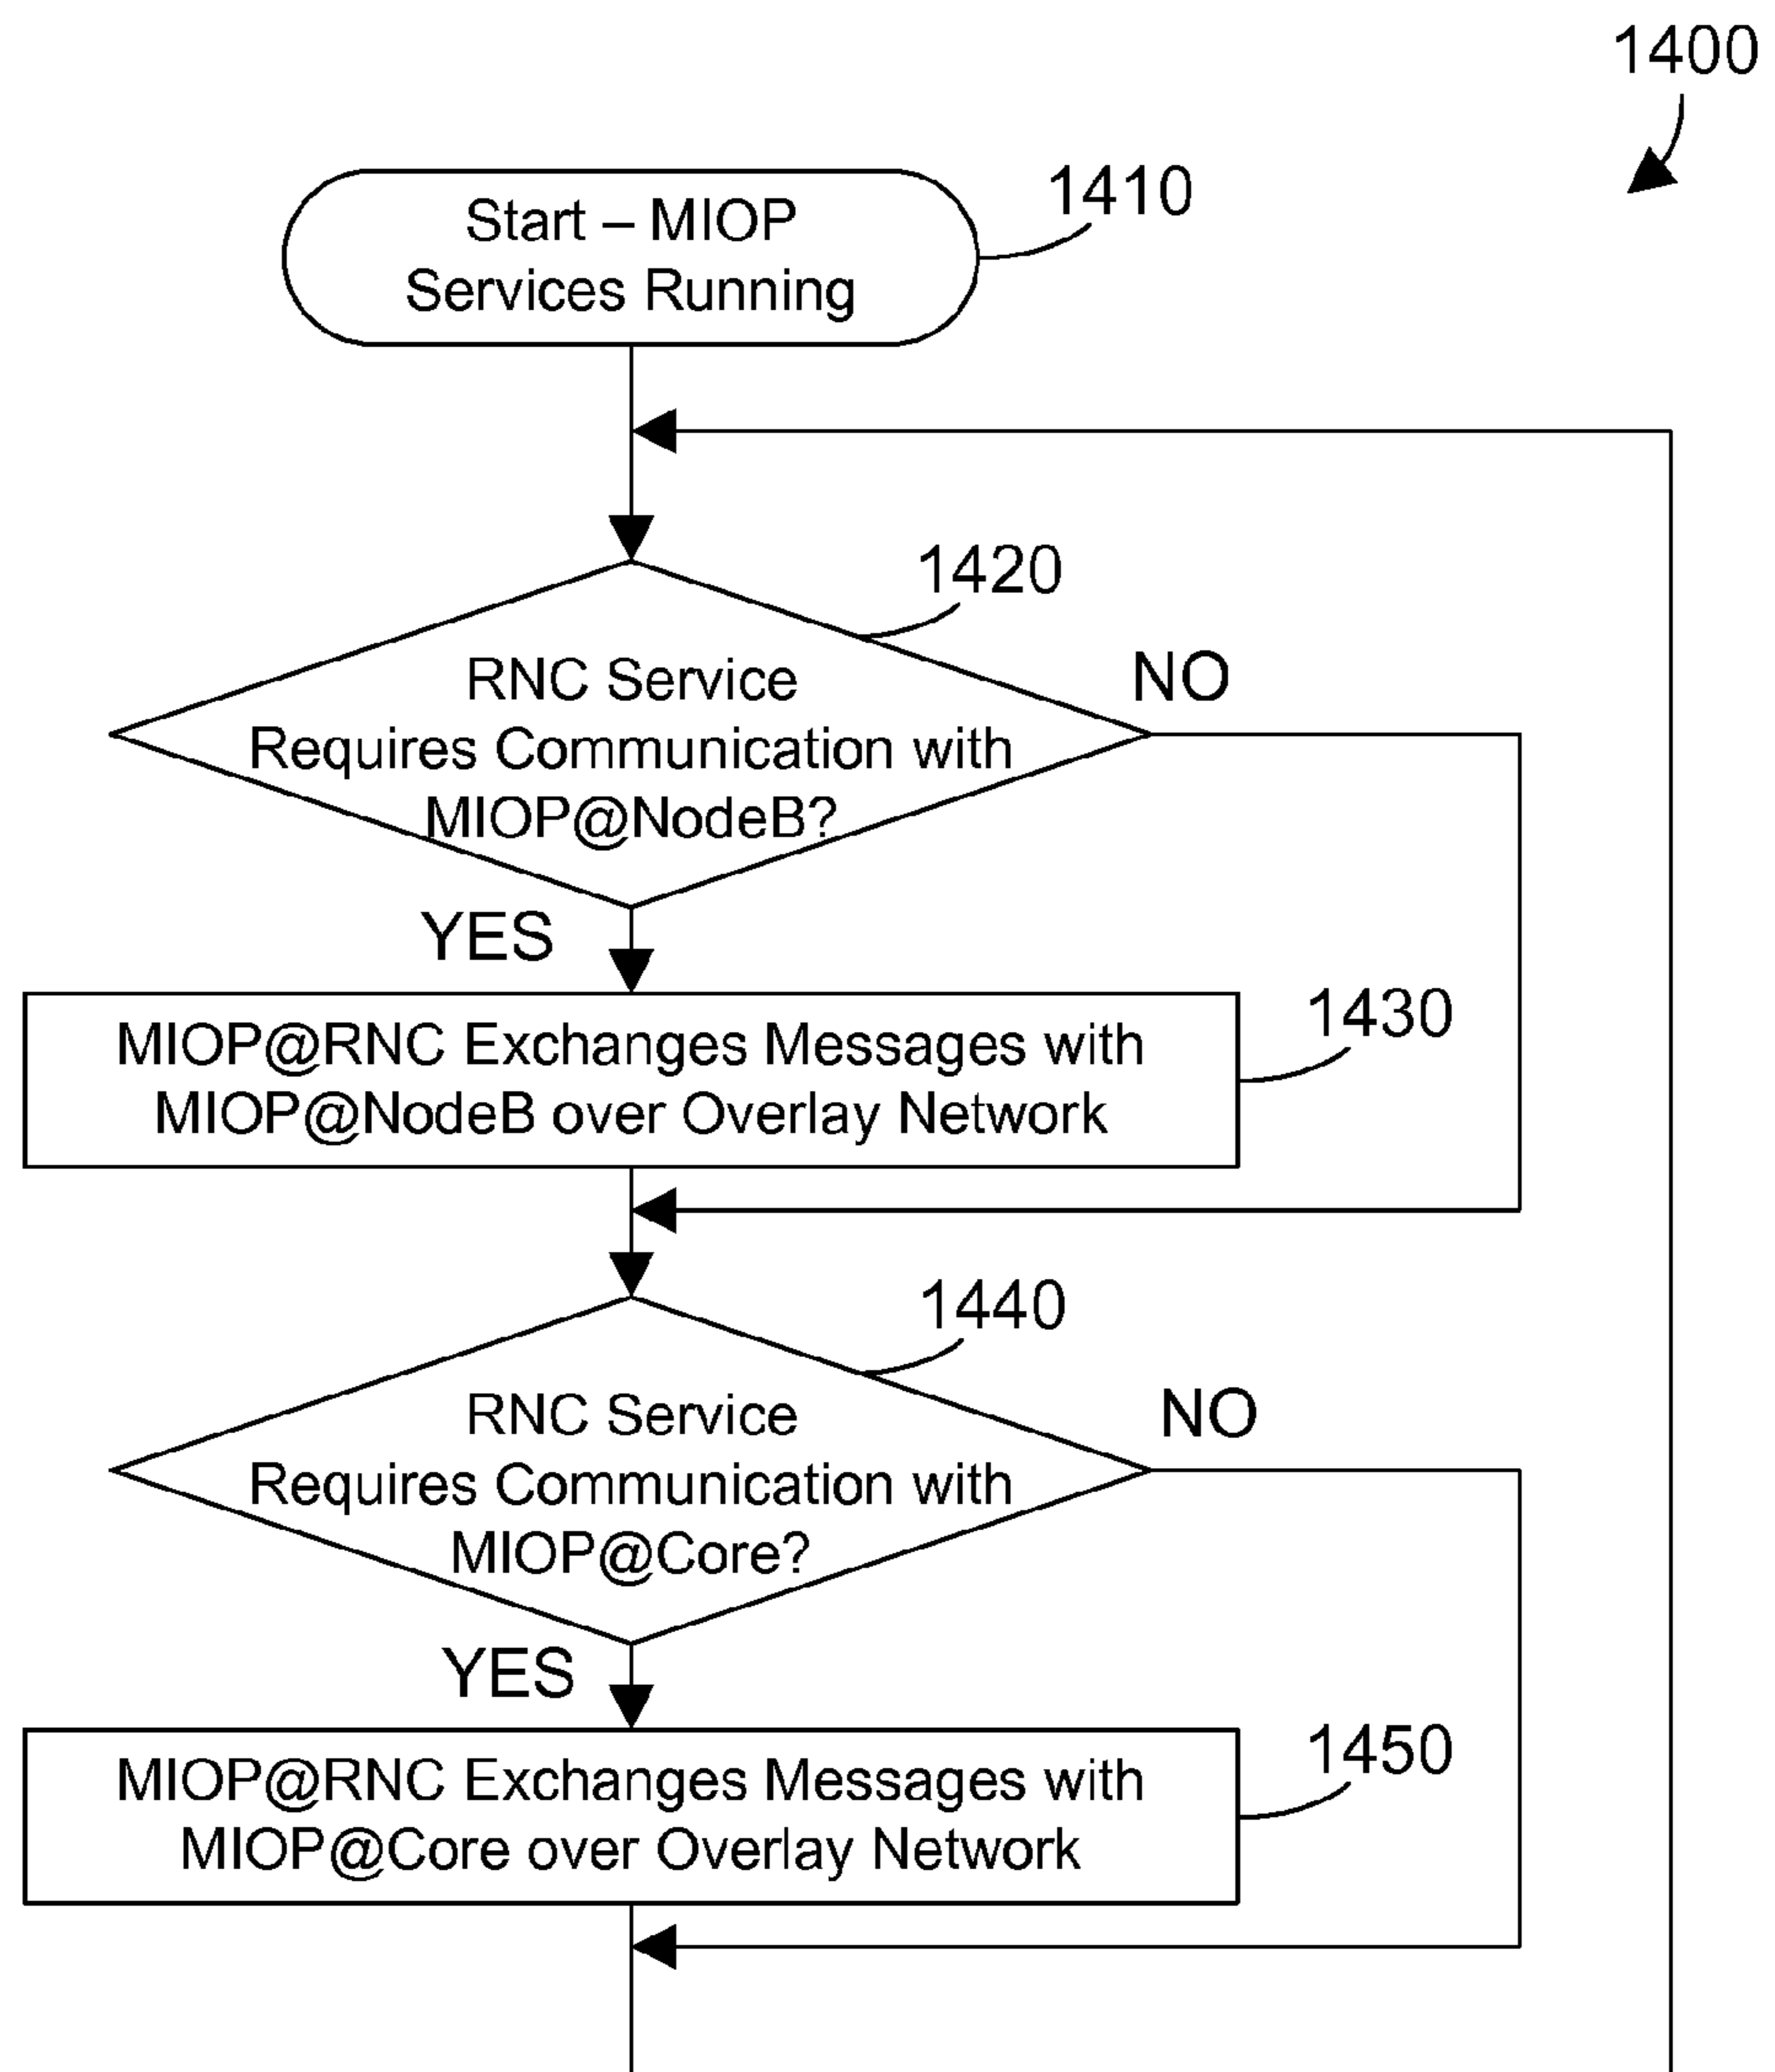 1400
Start – MIOP
Services Running
1410
1420
RNC Service
Requires Communication with
MIOP@NodeB?
NO
YES
1430
MIOP@RNC Exchanges Messages with
MIOP@NodeB over Overlay Network
1440
RNC Service
Requires Communication with
MIOP@Core?
NO
YES
1450
MIOP@RNC Exchanges Messages with
MIOP@Core over Overlay Network